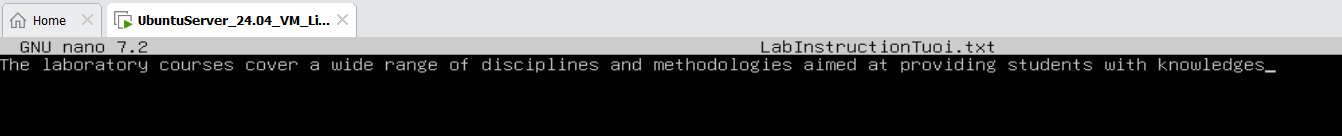 Home UbuntuServer_24.04_VM_Li...
GNU nano 7.2 LabInstructionTuoi.txt
The laboratory courses cover a wide range of disciplines and methodologies aimed at providing students with knowledges_